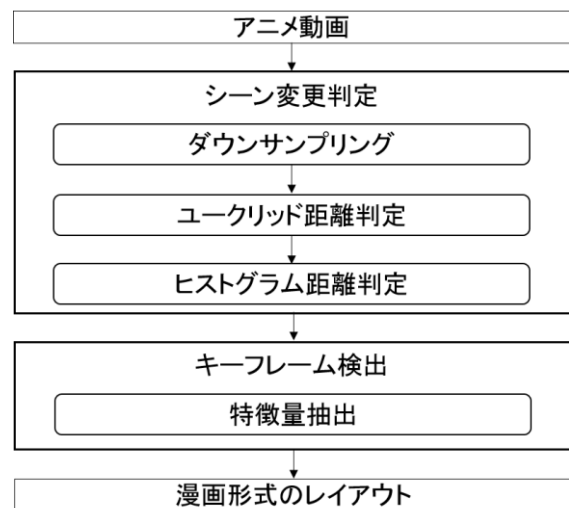 アニメ動画
シーン変更判定
ダウンサンプリング
ユークリッド距離判定
ヒストグラム距離判定
キーフレーム検出
特徴量抽出
漫画形式のレイアウト